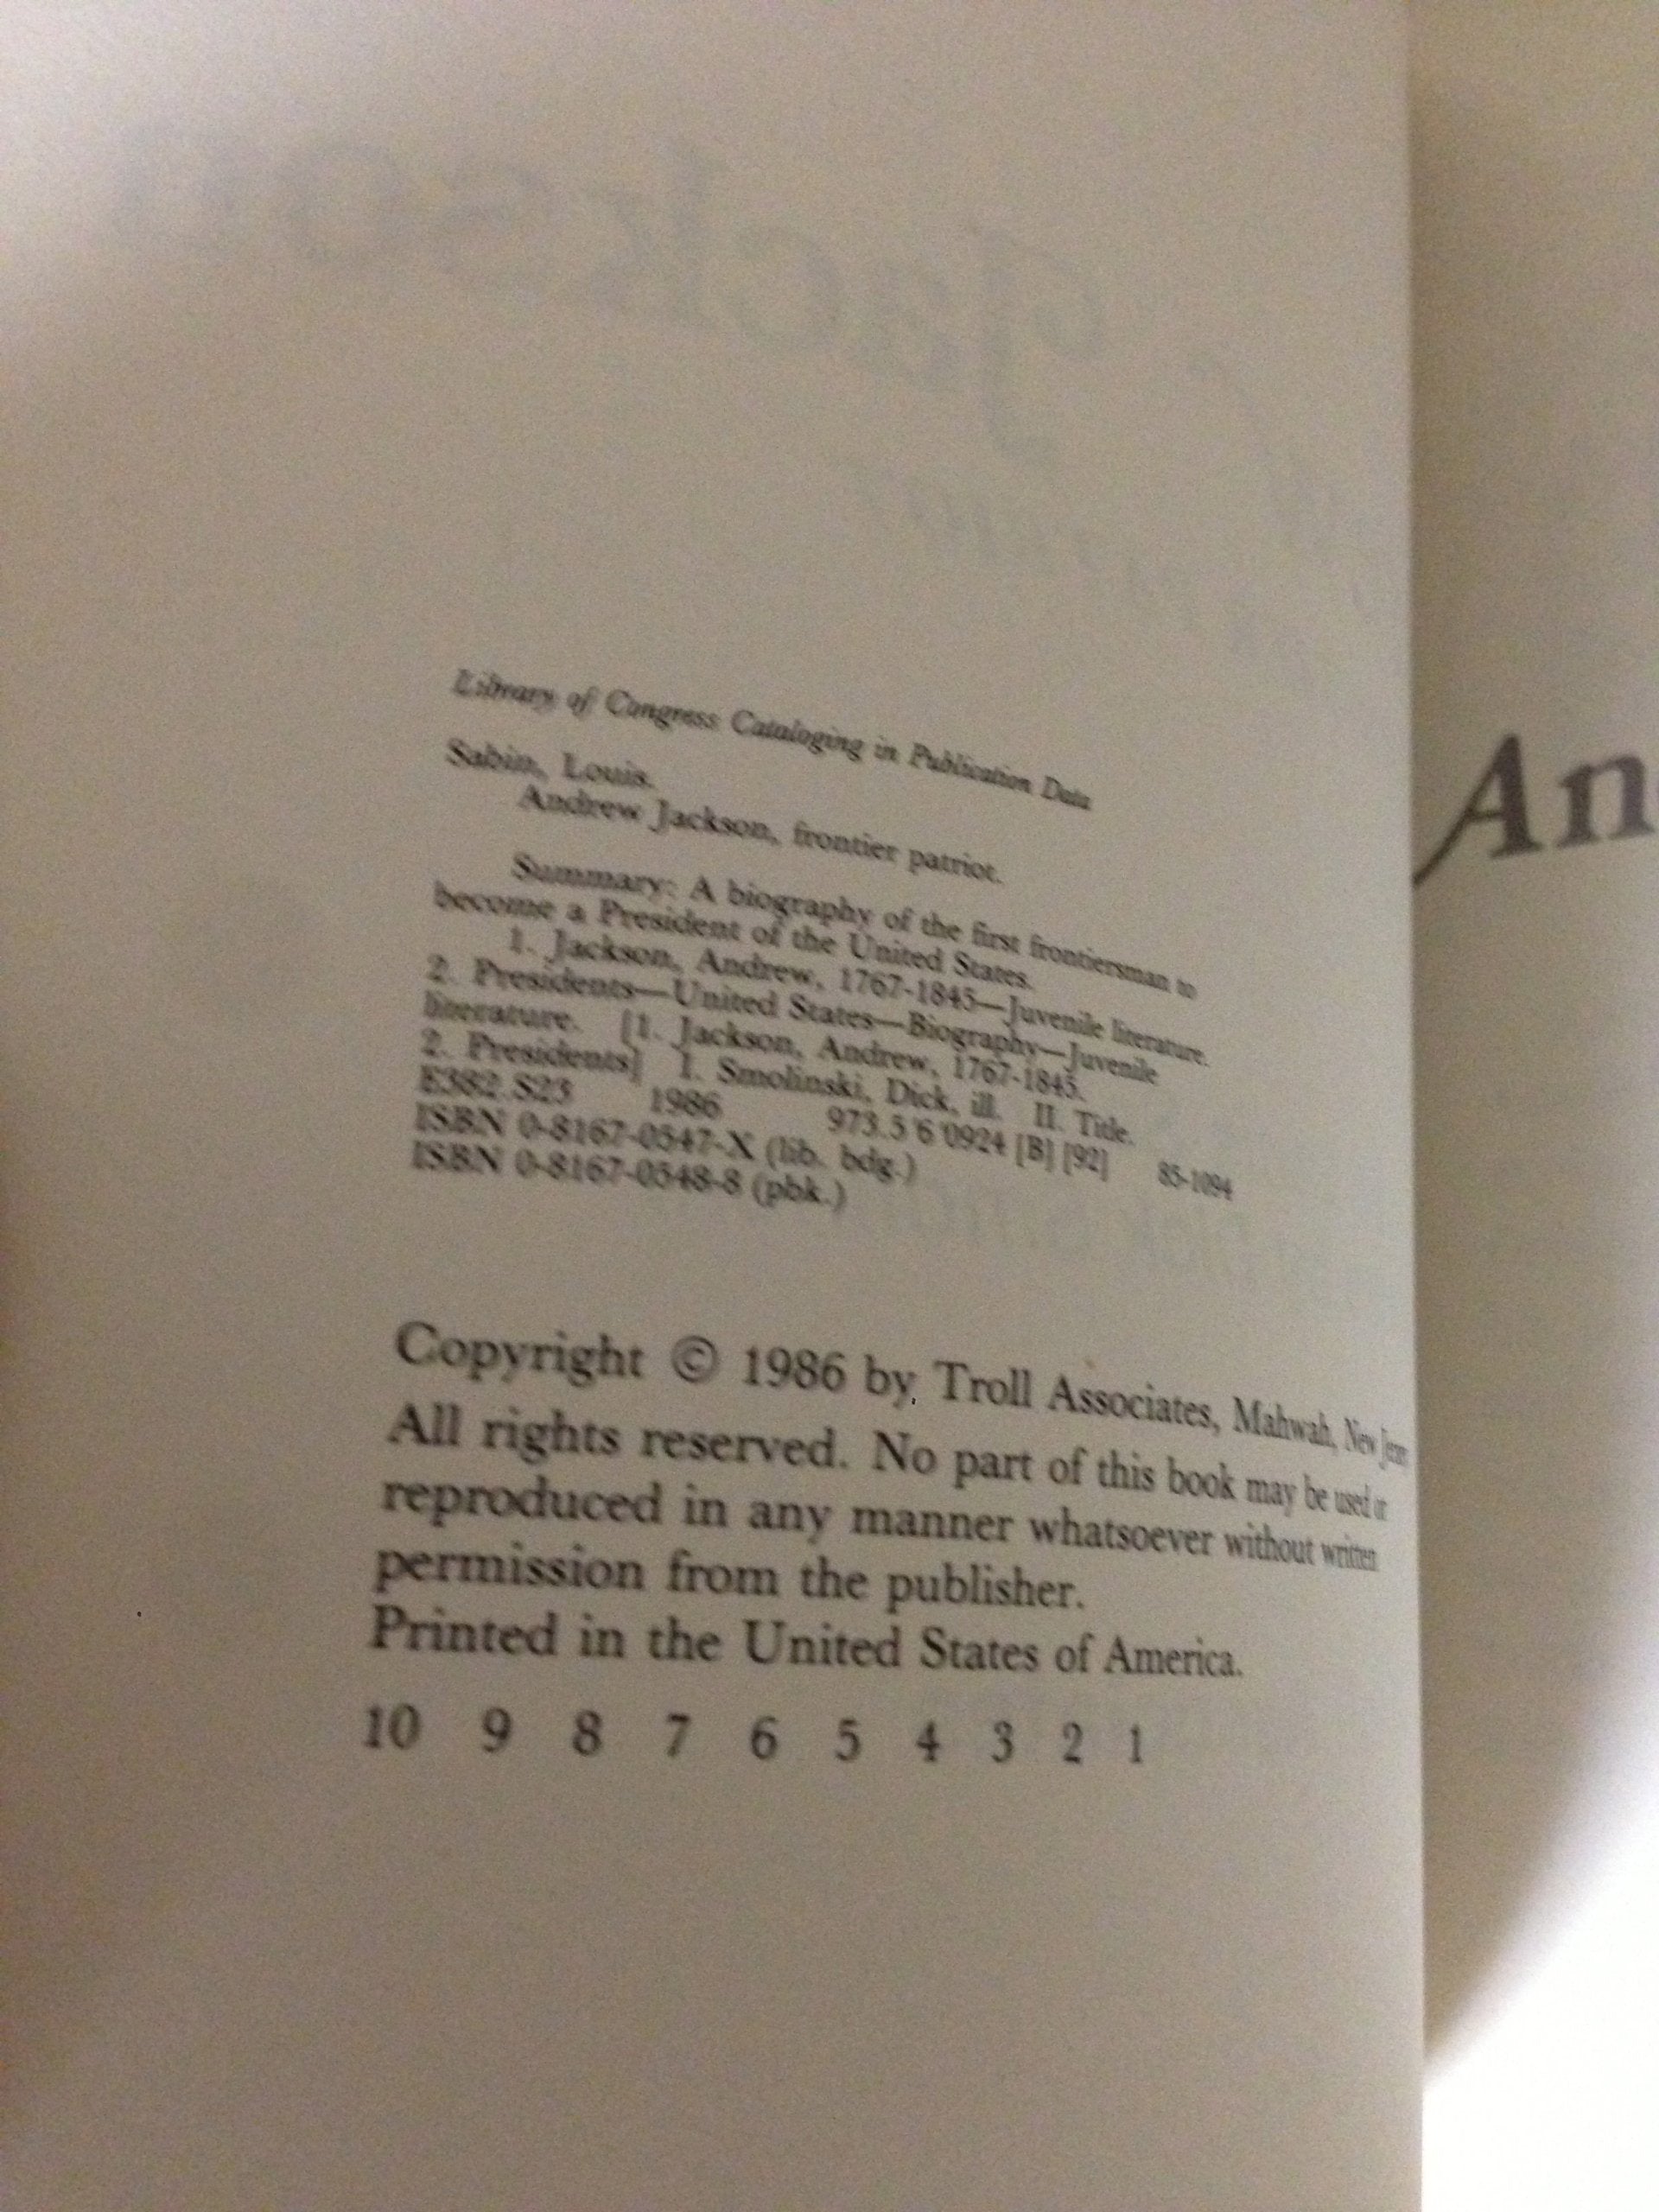 Library of Congress Cataloging in Publication Data
Sabin, Louis.
Andrew Jackson, frontier patriot.
Summary: A biography of the first frontiersman to
become a President of the United States.
1. Jackson, Andrew, 1767-1845—Juvenile literature.
2. Presidents—United States—Biography—Juvenile
literature. [1. Jackson, Andrew, 1767-1845.
2. Presidents] I. Smolinski, Dick, ill. II. Title.
E382.S23 1986 973.5'6'0924 [B] [92] 85-1094
ISBN 0-8167-0547-X (lib. bdg.)
ISBN 0-8167-0548-8 (pbk.)
Copyright © 1986 by Troll Associates, Mahwah, New Jersey
All rights reserved. No part of this book may be used or
reproduced in any manner whatsoever without written
permission from the publisher.
Printed in the United States of America.
10 9 8 7 6 5 4 3 2 1
An